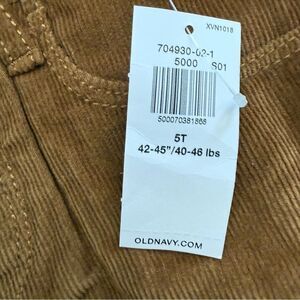 XVN1018
704930-02-1
5000 S01
500070381866
5T
42-45"/40-46 lbs
OLDNAVY.COM